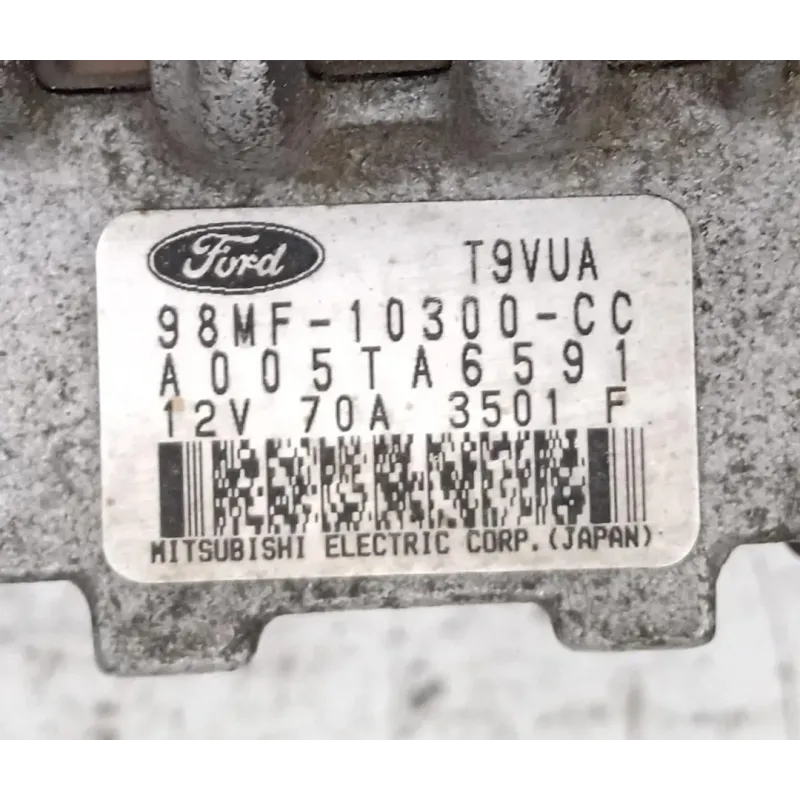 Ford T9VUA
98MF-10300-CC
A005TA6591
12V 70A 3501 F
MITSUBISHI ELECTRIC CORP.(JAPAN)